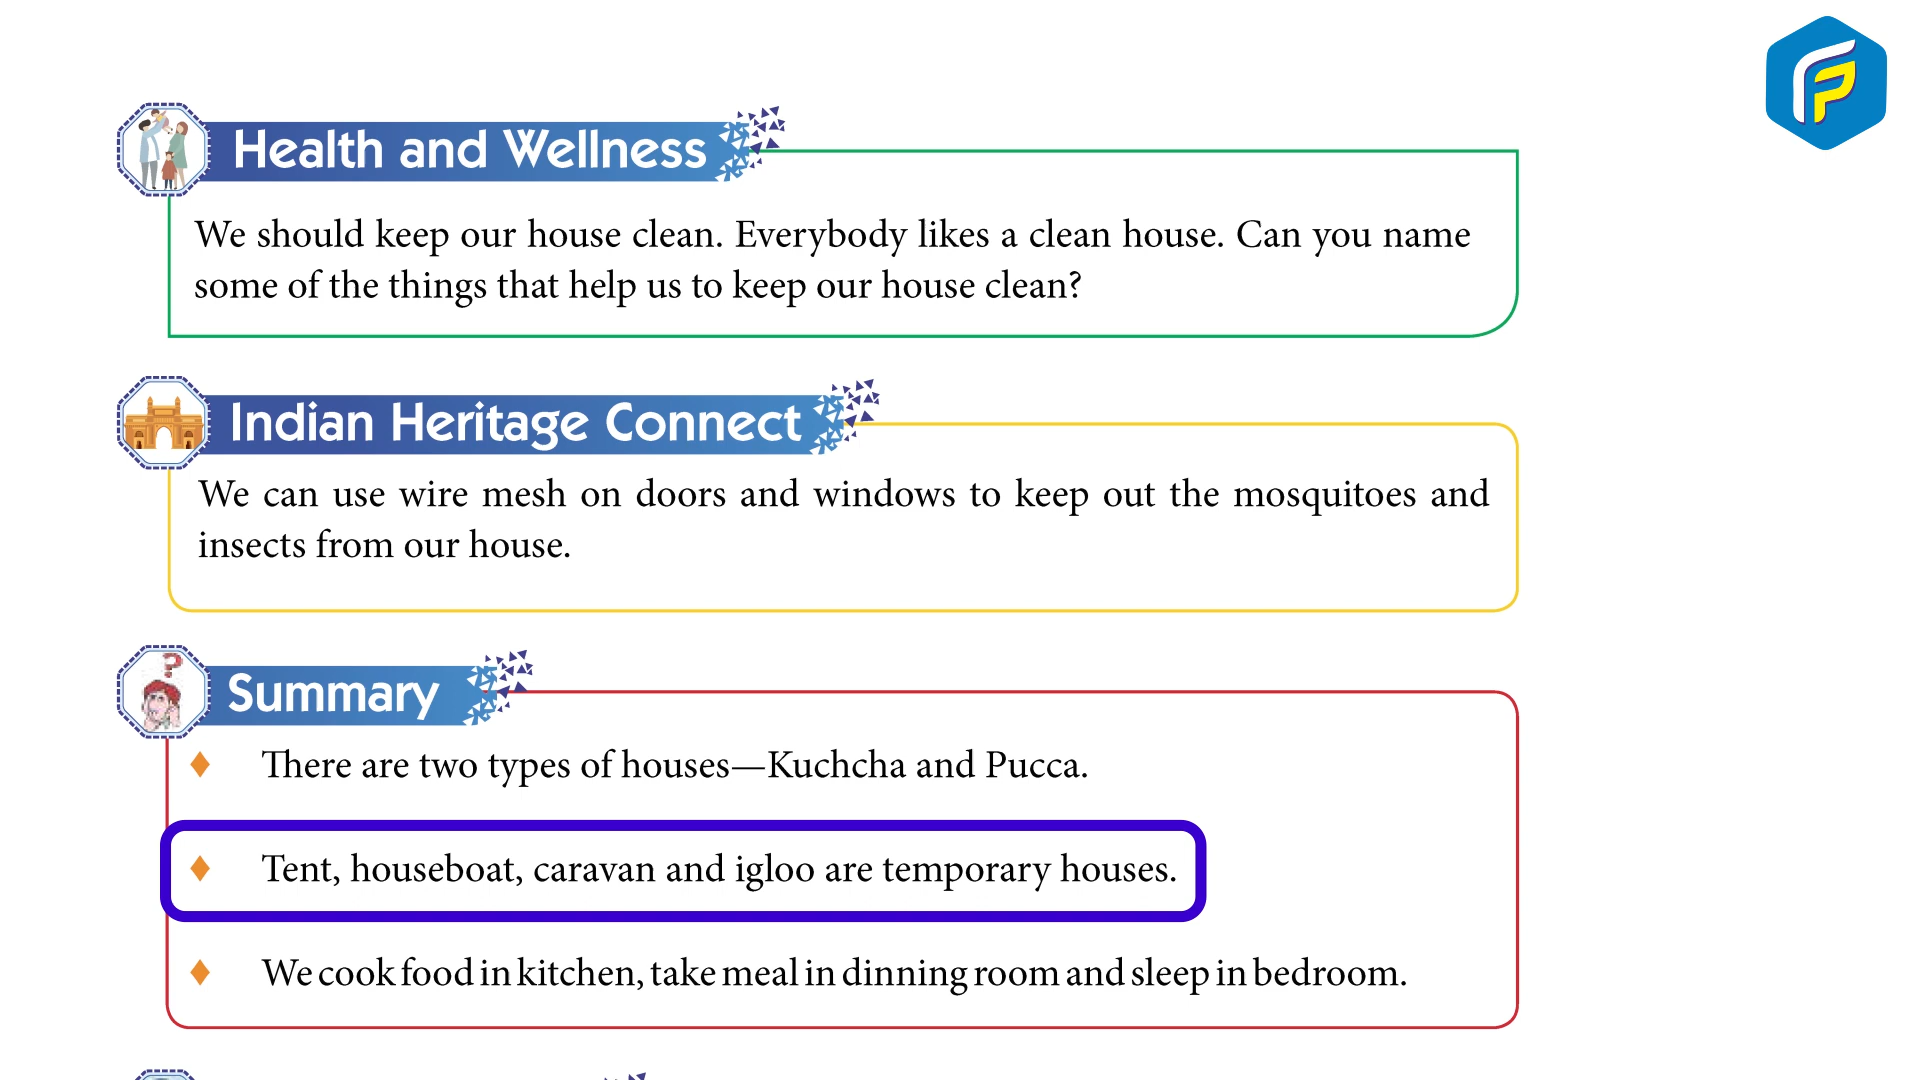 Health and Wellness
We should keep our house clean. Everybody likes a clean house. Can you name
some of the things that help us to keep our house clean?
Indian Heritage Connect
We can use wire mesh on doors and windows to keep out the mosquitoes and
insects from our house.
Summary
♦ There are two types of houses—Kuchcha and Pucca.
♦ Tent, houseboat, caravan and igloo are temporary houses.
♦ We cook food in kitchen, take meal in dinning room and sleep in bedroom.